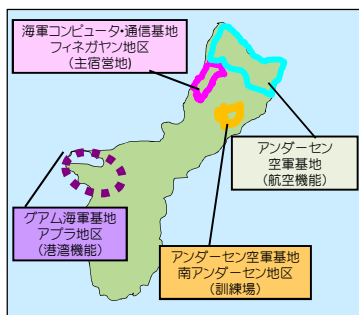 海軍コンピュータ・通信基地
フィネガヤン地区
(主宿営地)
アンダーセン
空軍基地
(航空機能)
グアム海軍基地
アプラ地区
(港湾機能)
アンダーセン空軍基地
南アンダーセン地区
(訓練場)